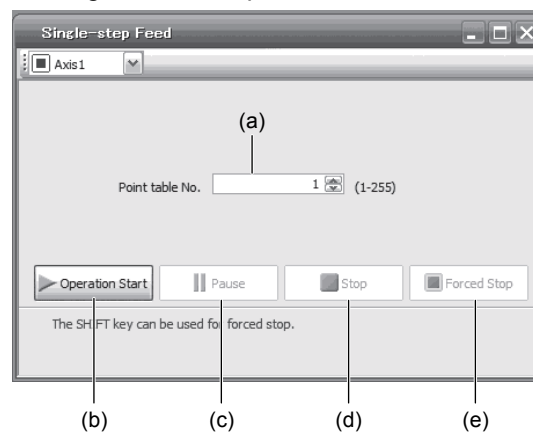 Single-step Feed
Axis1
(a)
Point table No. 1 (1-255)
Operation Start Pause Stop Forced Stop
The SHIFT key can be used for forced stop.
(b) (c) (d) (e)